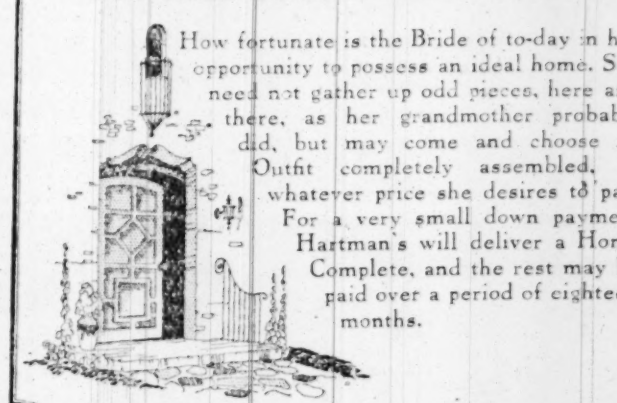 How fortunate is the Bride of to-day in h
opportunity to possess an ideal home. S
need not gather up odd pieces, here a
there, as her grandmother probab
did, but may come and choose
Outfit completely assembled,
whatever price she desires to pa
For a very small down payme
Hartman's will deliver a Hom
Complete, and the rest may
paid over a period of eightee
months.